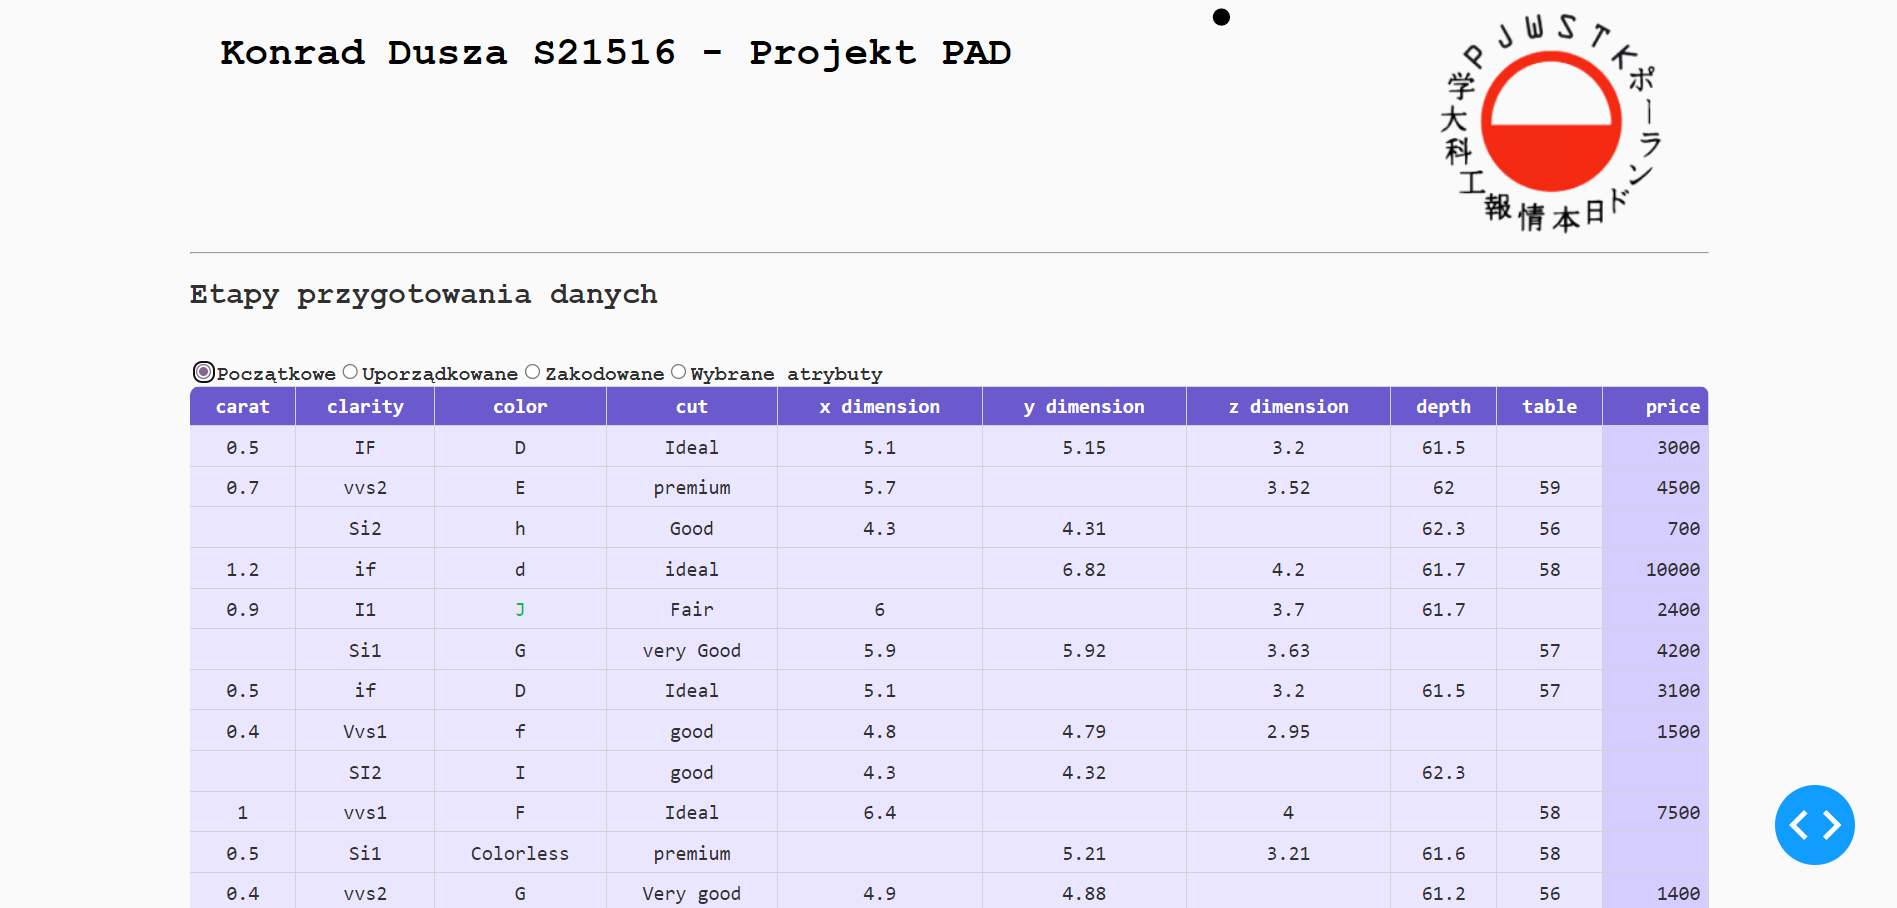 Konrad Dusza S21516 - Projekt PAD
PJWSTK
ポーランド日本情報工科大学
Etapy przygotowania danych
Początkowe Uporządkowane Zakodowane Wybrane atrybuty
carat clarity color cut x dimension y dimension z dimension depth table price
0.5 IF D Ideal 5.1 5.15 3.2 61.5 3000
0.7 vvs2 E premium 5.7 3.52 62 59 4500
Si2 h Good 4.3 4.31 62.3 56 700
1.2 if d ideal 6.82 4.2 61.7 58 10000
0.9 I1 J Fair 6 3.7 61.7 2400
Si1 G very Good 5.9 5.92 3.63 57 4200
0.5 if D Ideal 5.1 3.2 61.5 57 3100
0.4 Vvs1 f good 4.8 4.79 2.95 1500
SI2 I good 4.3 4.32 62.3
1 vvs1 F Ideal 6.4 4 58 7500
0.5 Si1 Colorless premium 5.21 3.21 61.6 58
0.4 vvs2 G Very good 4.9 4.88 61.2 56 1400